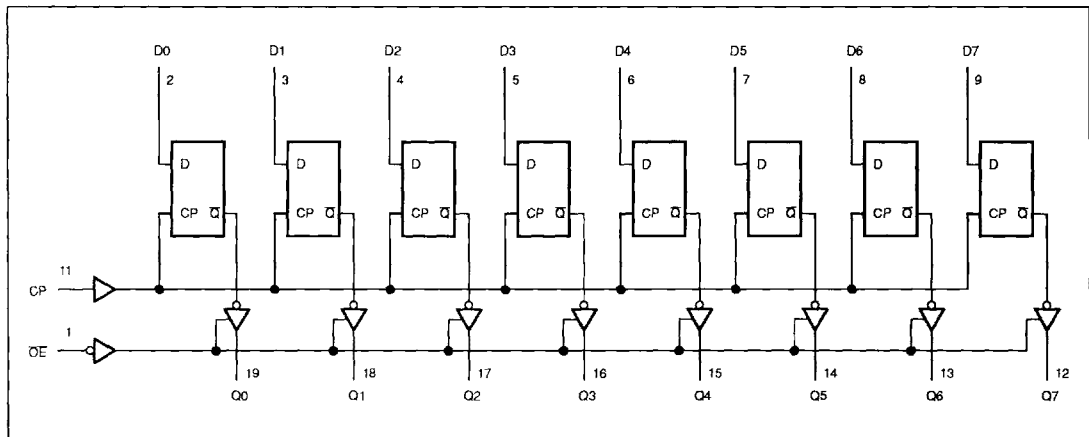 D0 D1 D2 D3 D4 D5 D6 D7
2 3 4 5 6 7 8 9
D D D D D D D D
CP Q̅ CP Q̅ CP Q̅ CP Q̅ CP Q̅ CP Q̅ CP Q̅ CP Q̅
11
CP
1
O̅E̅
19 18 17 16 15 14 13 12
Q0 Q1 Q2 Q3 Q4 Q5 Q6 Q7